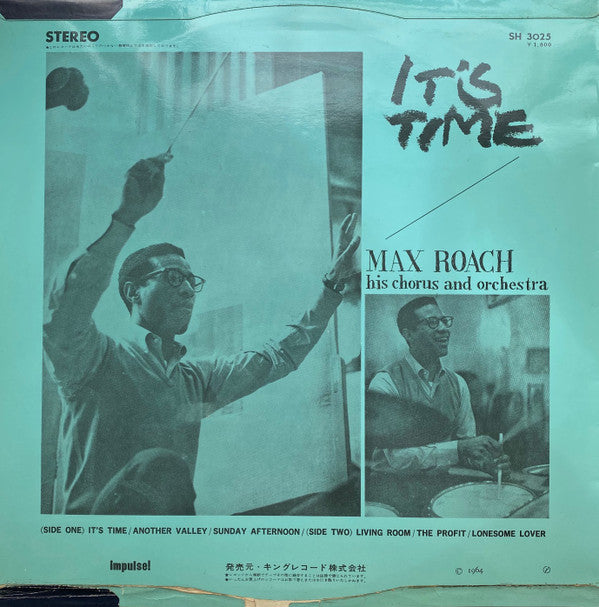 STEREO
SH 3025
¥1,800
IT'S
TIME
MAX ROACH
his chorus and orchestra
(SIDE ONE) IT'S TIME / ANOTHER VALLEY / SUNDAY AFTERNOON / (SIDE TWO) LIVING ROOM / THE PROFIT / LONESOME LOVER
Impulse!
発売元・キングレコード株式会社
© 1964